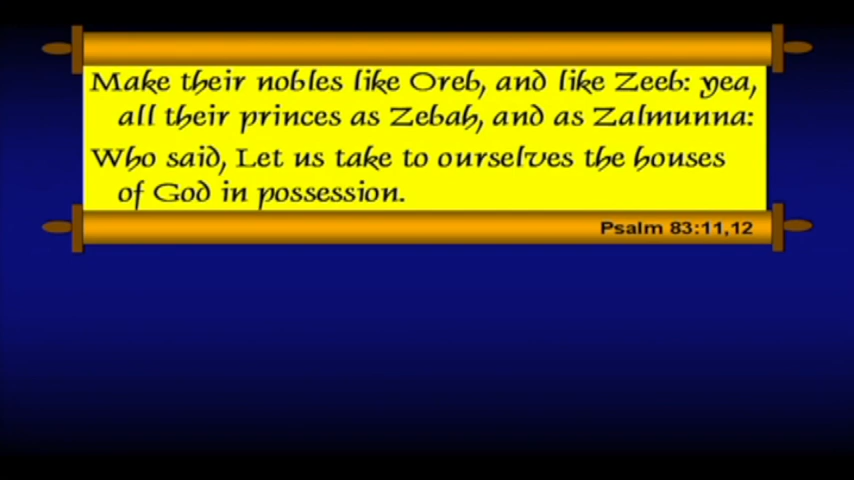 Make their nobles like Oreb, and like Zeeb: yea,
all their princes as Zebah, and as Zalmunna:
Who said, Let us take to ourselves the houses
of God in possession.
Psalm 83:11,12